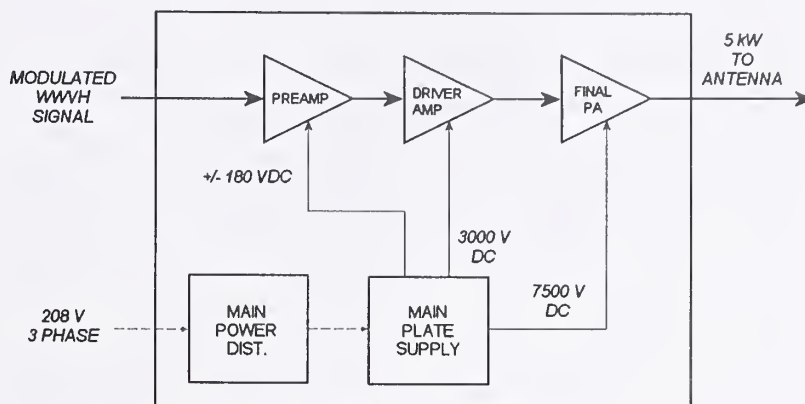 MODULATED
WWVH
SIGNAL
PREAMP
DRIVER
AMP
FINAL
PA
5 kW
TO
ANTENNA
+/- 180 VDC
3000 V
DC
7500 V
DC
208 V
3 PHASE
MAIN
POWER
DIST.
MAIN
PLATE
SUPPLY